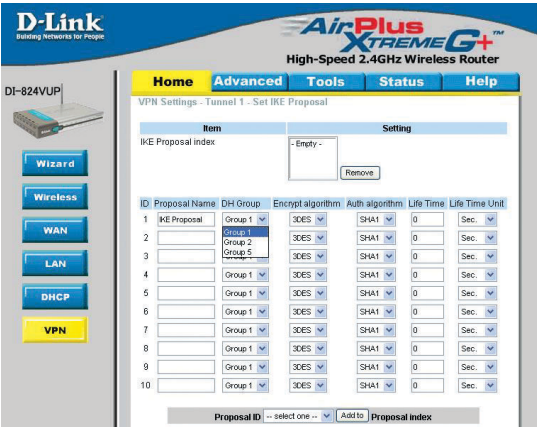 D-Link
Building Networks for People
AirPlus
XTREME G+™
High-Speed 2.4GHz Wireless Router
DI-824VUP
Home Advanced Tools Status Help
VPN Settings - Tunnel 1 - Set IKE Proposal
Item Setting
IKE Proposal index - Empty -
Remove
Wizard
Wireless
WAN
LAN
DHCP
VPN
ID Proposal Name DH Group Encrypt algorithm Auth algorithm Life Time Life Time Unit
1 IKE Proposal Group 1 3DES SHA1 0 Sec.
Group 1
Group 2
Group 5
2 3DES SHA1 0 Sec.
3 Group 1 3DES SHA1 0 Sec.
4 Group 1 3DES SHA1 0 Sec.
5 Group 1 3DES SHA1 0 Sec.
6 Group 1 3DES SHA1 0 Sec.
7 Group 1 3DES SHA1 0 Sec.
8 Group 1 3DES SHA1 0 Sec.
9 Group 1 3DES SHA1 0 Sec.
10 Group 1 3DES SHA1 0 Sec.
Proposal ID -- select one -- Add to Proposal index